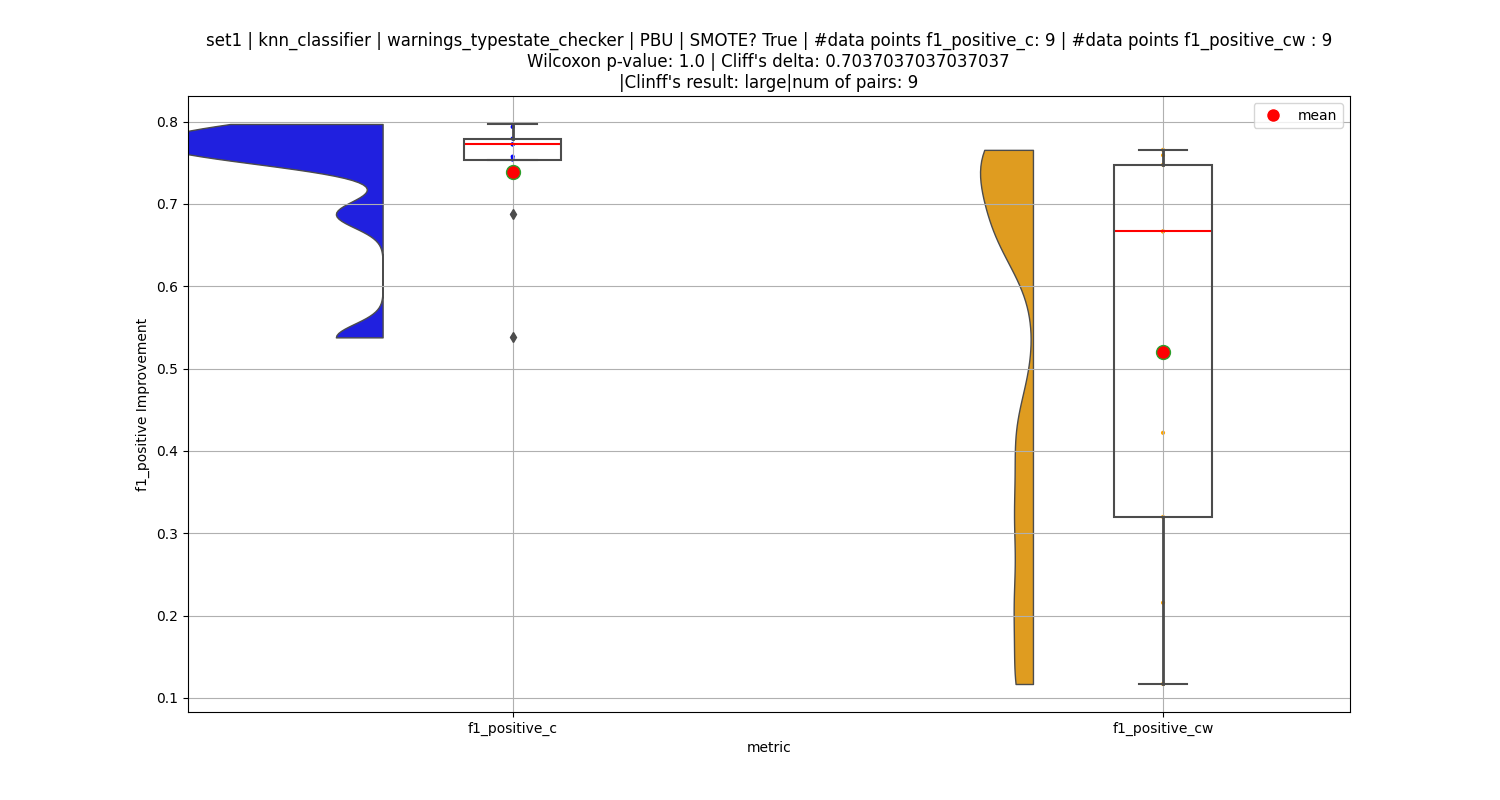 set1 | knn_classifier | warnings_typestate_checker | PBU | SMOTE? True | #data points f1_positive_c: 9 | #data points f1_positive_cw : 9
Wilcoxon p-value: 1.0 | Cliff's delta: 0.7037037037037037
|Clinff's result: large|num of pairs: 9
mean
0.8
0.7
0.6
0.5
0.4
0.3
0.2
0.1
f1_positive Improvement
f1_positive_c
f1_positive_cw
metric